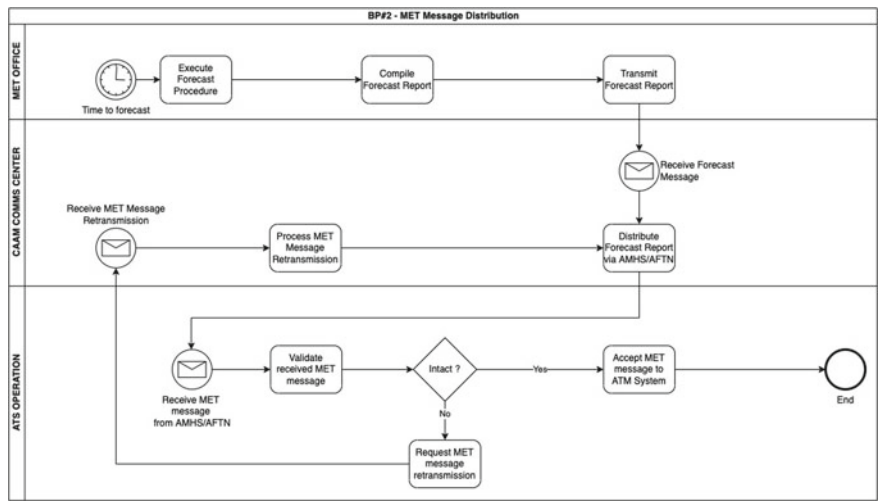 BP#2 - MET Message Distribution
MET OFFICE
Time to forecast
Execute
Forecast
Procedure
Compile
Forecast Report
Transmit
Forecast Report
CAAM COMMS CENTER
Receive Forecast
Message
Receive MET Message
Retransmission
Process MET
Message
Retransmission
Distribute
Forecast Report
via AMHS/AFTN
ATS OPERATION
Receive MET
message
from AMHS/AFTN
Validate
received MET
message
Intact ?
Yes
Accept MET
message to
ATM System
End
No
Request MET
message
retransmission